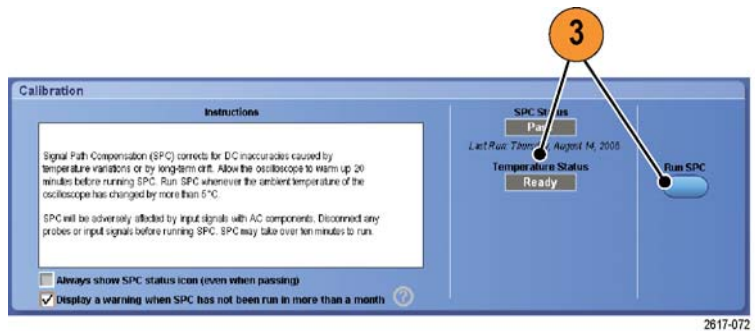 3
Calibration
Instructions
Signal Path Compensation (SPC) corrects for DC inaccuracies caused by
temperature variations or by long-term drift. Allow the oscilloscope to warm up 20
minutes before running SPC. Run SPC whenever the ambient temperature of the
oscilloscope has changed by more than 5°C.
SPC will be adversely affected by input signals with AC components. Disconnect any
probes or input signals before running SPC. SPC may take over ten minutes to run.
Always show SPC status icon (even when passing)
Display a warning when SPC has not been run in more than a month ?
SPC Status
Pass
Last Run: Thursday, August 14, 2008
Temperature Status
Ready
Run SPC
2617-072